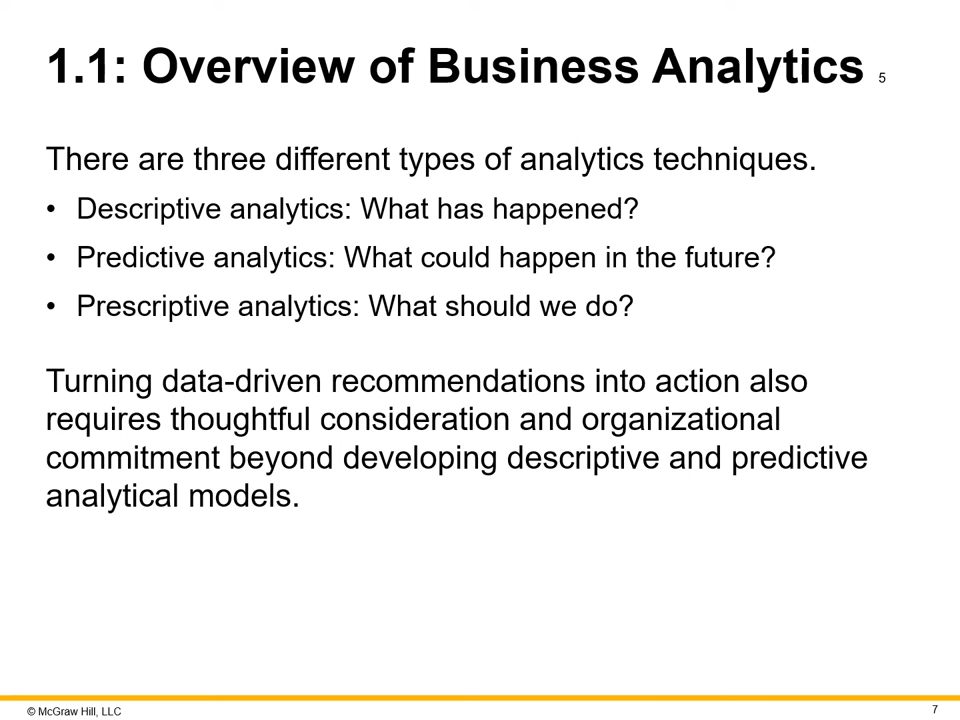 1.1: Overview of Business Analytics 5
There are three different types of analytics techniques.
• Descriptive analytics: What has happened?
• Predictive analytics: What could happen in the future?
• Prescriptive analytics: What should we do?
Turning data-driven recommendations into action also
requires thoughtful consideration and organizational
commitment beyond developing descriptive and predictive
analytical models.
© McGraw Hill, LLC
7